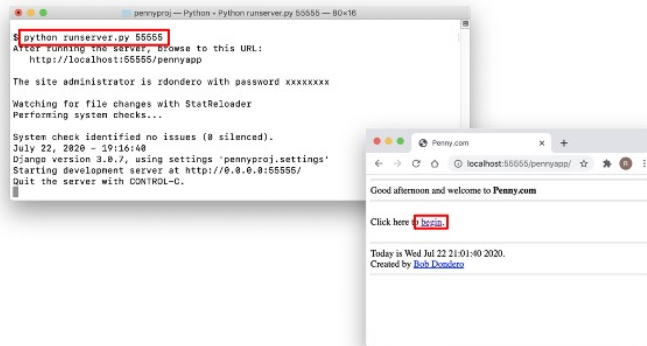 pennyproj — Python • Python runserver.py 55555 — 80×16
$ python runserver.py 55555
After running the server, browse to this URL:
http://localhost:55555/pennyapp
The site administrator is rdondero with password xxxxxxxx
Watching for file changes with StatReloader
Performing system checks...
System check identified no issues (0 silenced).
July 22, 2020 - 19:16:40
Django version 3.0.7, using settings 'pennyproj.settings'
Starting development server at http://0.0.0.0:55555/
Quit the server with CONTROL-C.
Penny.com
localhost:55555/pennyapp/
R
Good afternoon and welcome to Penny.com
Click here to begin.
Today is Wed Jul 22 21:01:40 2020.
Created by Bob Dondero